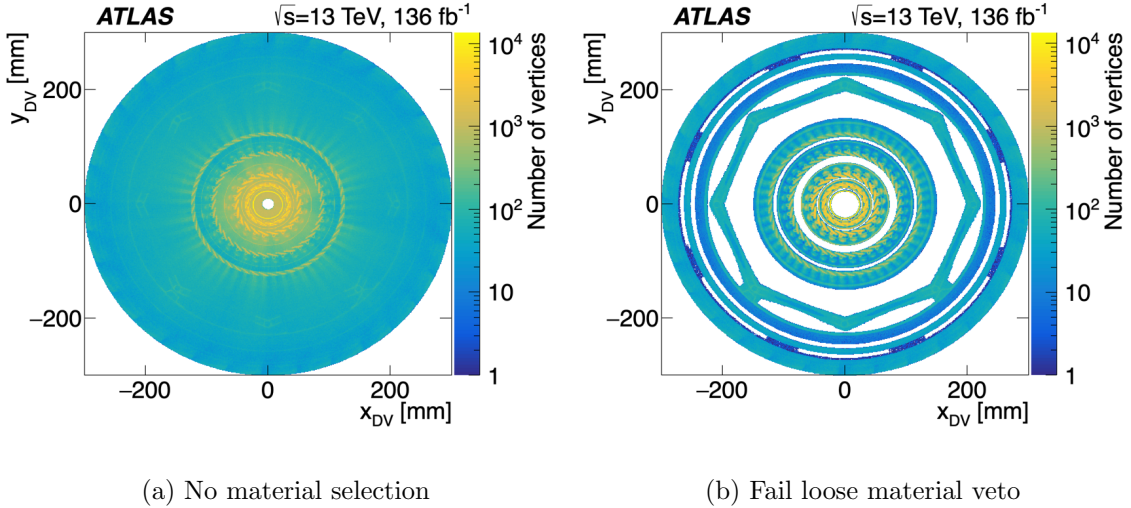 ATLAS √s=13 TeV, 136 fb⁻¹
y_DV [mm]
200
0
−200
−200 0 200
x_DV [mm]
10⁴
10³
10²
10
1
Number of vertices
(a) No material selection
ATLAS √s=13 TeV, 136 fb⁻¹
y_DV [mm]
200
0
−200
−200 0 200
x_DV [mm]
10⁴
10³
10²
10
1
Number of vertices
(b) Fail loose material veto